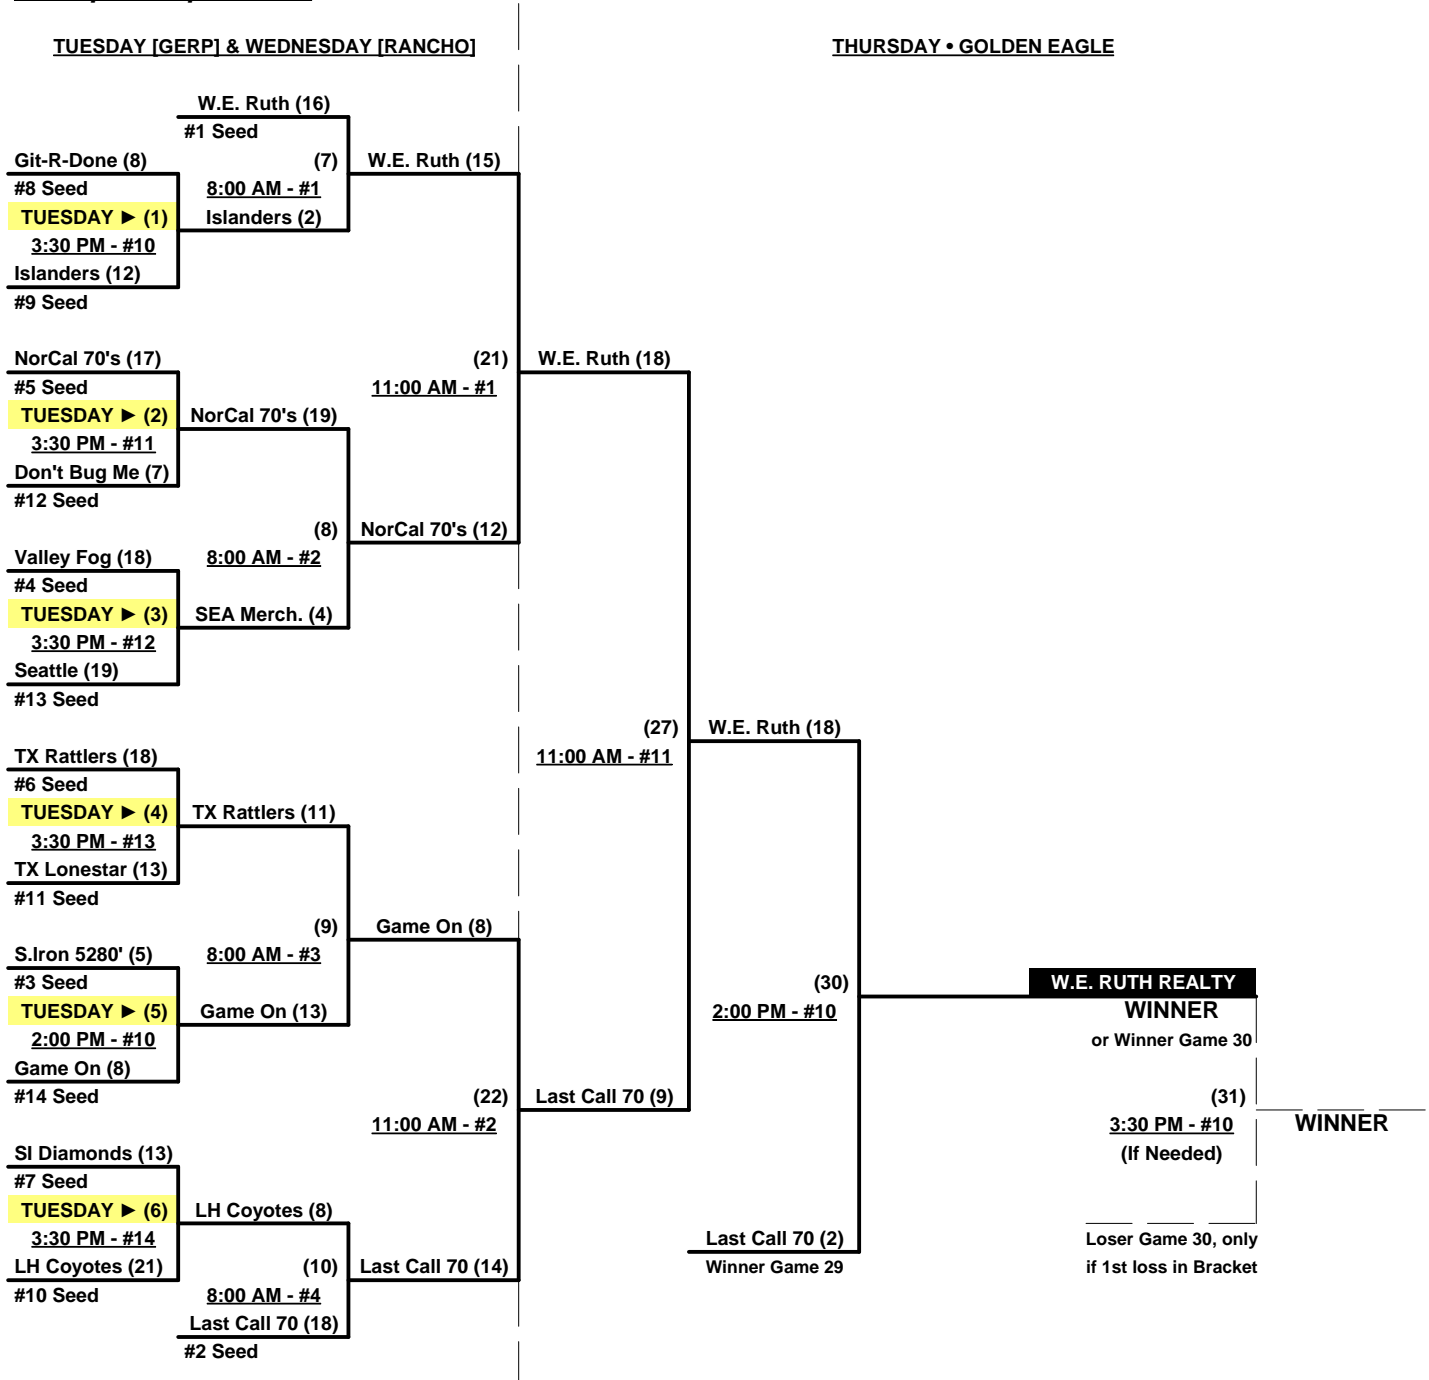 TUESDAY [GERP] & WEDNESDAY [RANCHO]
THURSDAY • GOLDEN EAGLE
W.E. Ruth (16)
#1 Seed
Git-R-Done (8)
(7)
W.E. Ruth (15)
#8 Seed
8:00 AM - #1
TUESDAY ► (1)
Islanders (2)
3:30 PM - #10
Islanders (12)
#9 Seed
NorCal 70's (17)
(21)
W.E. Ruth (18)
#5 Seed
11:00 AM - #1
TUESDAY ► (2)
NorCal 70's (19)
3:30 PM - #11
Don't Bug Me (7)
#12 Seed
(8)
NorCal 70's (12)
Valley Fog (18)
8:00 AM - #2
#4 Seed
TUESDAY ► (3)
SEA Merch. (4)
3:30 PM - #12
Seattle (19)
#13 Seed
(27)
W.E. Ruth (18)
TX Rattlers (18)
11:00 AM - #11
#6 Seed
TUESDAY ► (4)
TX Rattlers (11)
3:30 PM - #13
TX Lonestar (13)
#11 Seed
(9)
Game On (8)
S.Iron 5280' (5)
8:00 AM - #3
#3 Seed
(30)
W.E. RUTH REALTY
TUESDAY ► (5)
Game On (13)
2:00 PM - #10
WINNER
2:00 PM - #10
or Winner Game 30
Game On (8)
#14 Seed
(22)
Last Call 70 (9)
(31)
11:00 AM - #2
3:30 PM - #10
WINNER
SI Diamonds (13)
(If Needed)
#7 Seed
TUESDAY ► (6)
LH Coyotes (8)
3:30 PM - #14
Last Call 70 (2)
Loser Game 30, only
LH Coyotes (21)
(10)
Last Call 70 (14)
Winner Game 29
if 1st loss in Bracket
#10 Seed
8:00 AM - #4
Last Call 70 (18)
#2 Seed